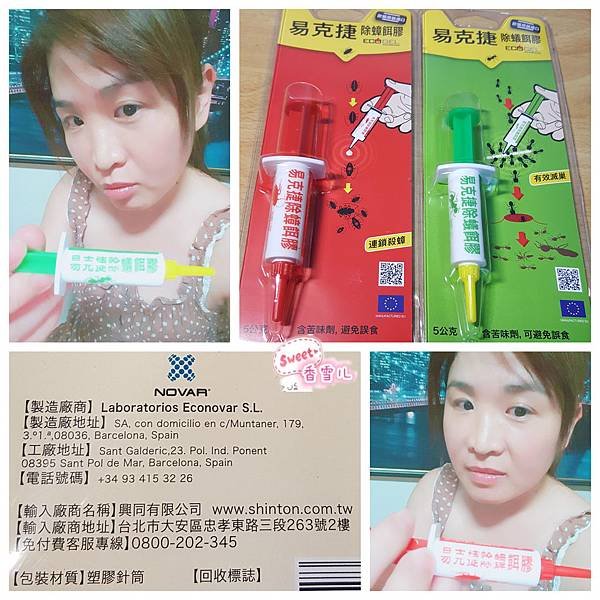 易克捷 除蟑餌膠
ECO GEL
易克捷除蟑餌膠
連鎖殺蟑
5公克 含苦味劑, 避免誤食
易克捷 除蟻餌膠
ECO GEL
易克捷除蟻餌膠
有效滅巢
5公克 含苦味劑, 可避免誤食
Sweet
香雪儿
NOVAR
【製造廠商】Laboratorios Econovar S.L.
【製造廠地址】SA, con domicilio en c/Muntaner, 179,
3.º1.ª,08036, Barcelona, Spain
【工廠地址】Sant Galderic,23. Pol. Ind. Ponent
08395 Sant Pol de Mar, Barcelona, Spain
【電話號碼】+34 93 415 32 26
【輸入廠商名稱】興同有限公司 www.shinton.com.tw
【輸入廠商地址】台北市大安區忠孝東路三段263號2樓
【免付費客服專線】0800-202-345
【包裝材質】塑膠針筒 【回收標誌】
易克捷除蟑餌膠